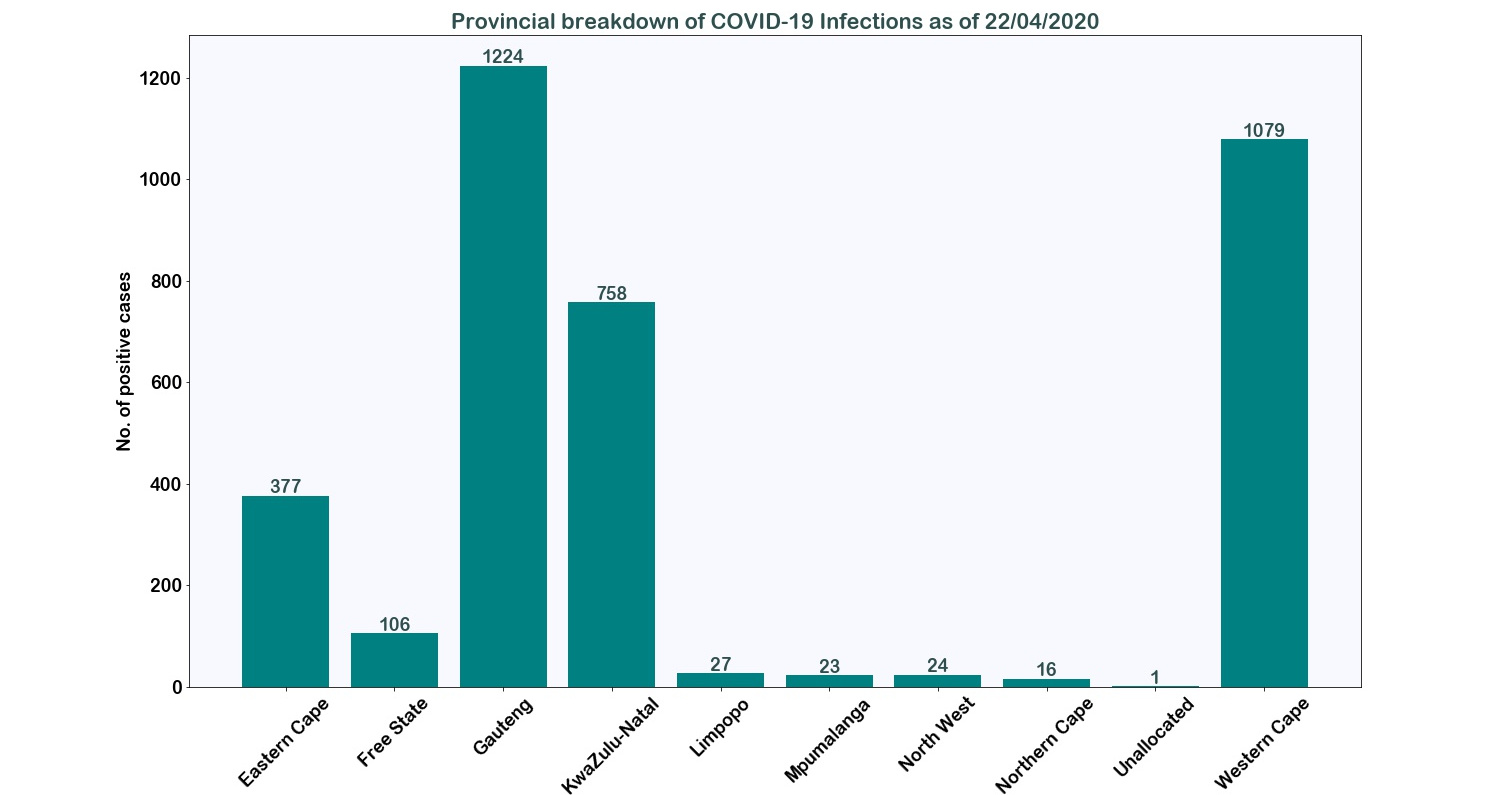 Provincial breakdown of COVID-19 Infections as of 22/04/2020
No. of positive cases
1200
1000
800
600
400
200
0
377
106
1224
758
27
23
24
16
1
1079
Eastern Cape
Free State
Gauteng
KwaZulu-Natal
Limpopo
Mpumalanga
North West
Northern Cape
Unallocated
Western Cape